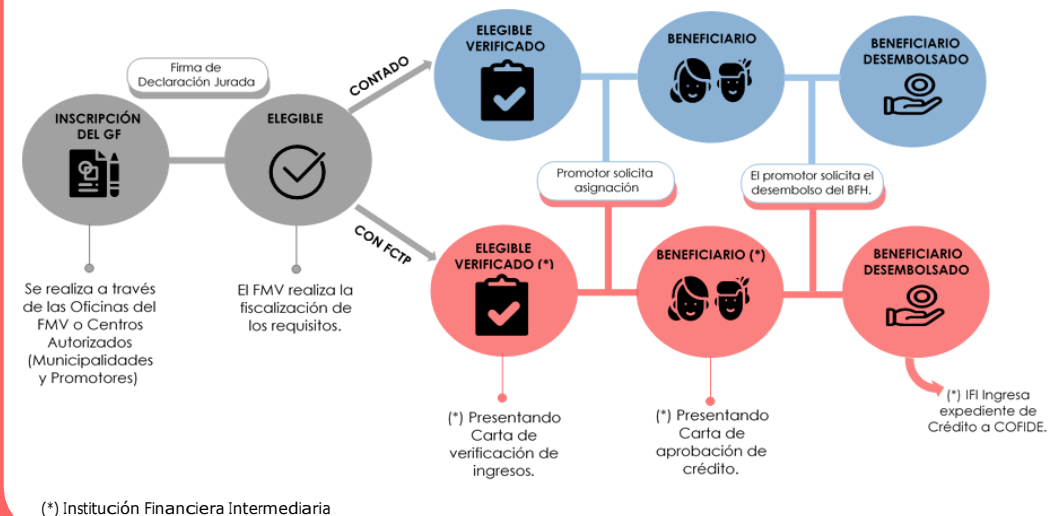 Firma de
Declaración Jurada
INSCRIPCIÓN
DEL GF
ELEGIBLE
CONTADO
CON FCTP
ELEGIBLE
VERIFICADO
BENEFICIARIO
BENEFICIARIO
DESEMBOLSADO
Promotor solicita
asignación
El promotor solicita el
desembolso del BFH.
ELEGIBLE
VERIFICADO (*)
BENEFICIARIO (*)
BENEFICIARIO
DESEMBOLSADO
Se realiza a través
de las Oficinas del
FMV o Centros
Autorizados
(Municipalidades
y Promotores)
El FMV realiza la
fiscalización de
los requisitos.
(*) Presentando
Carta de
verificación de
ingresos.
(*) Presentando
Carta de
aprobación de
crédito.
(*) IFI Ingresa
expediente de
Crédito a COFIDE.
(*) Institución Financiera Intermediaria